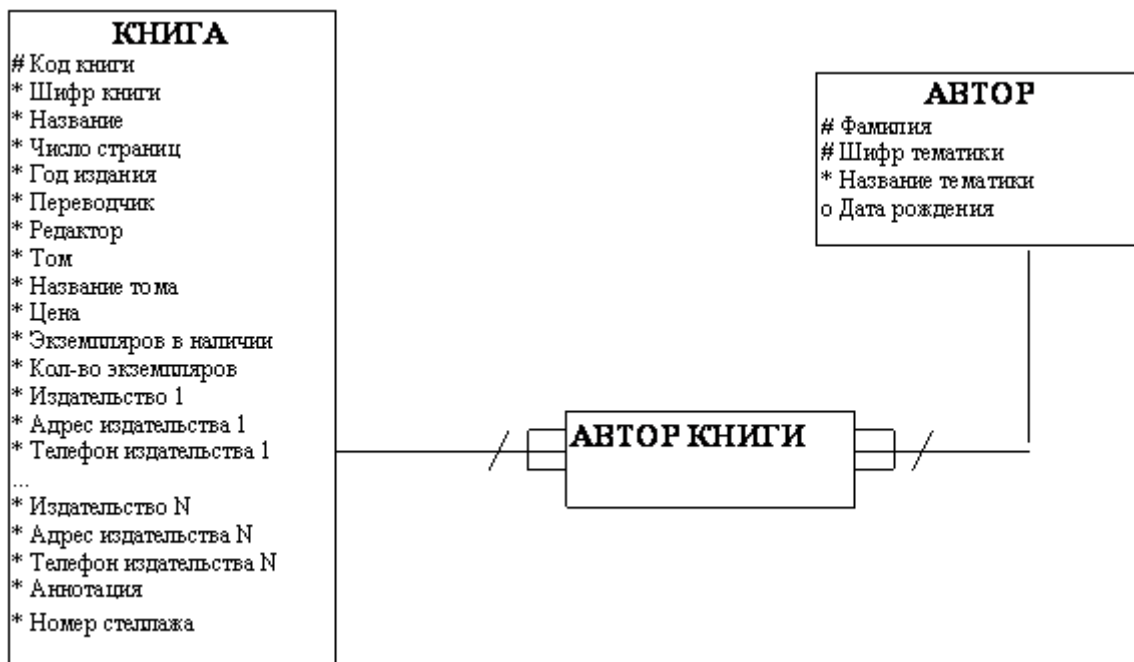 КНИГА
# Код книги
* Шифр книги
* Название
* Число страниц
* Год издания
* Переводчик
* Редактор
* Том
* Название тома
* Цена
* Экземпляров в наличии
* Кол-во экземпляров
* Издательство 1
* Адрес издательства 1
* Телефон издательства 1
...
* Издательство N
* Адрес издательства N
* Телефон издательства N
* Аннотация
* Номер стеллажа
АВТОР
# Фамилия
# Шифр тематики
* Название тематики
o Дата рождения
АВТОР КНИГИ